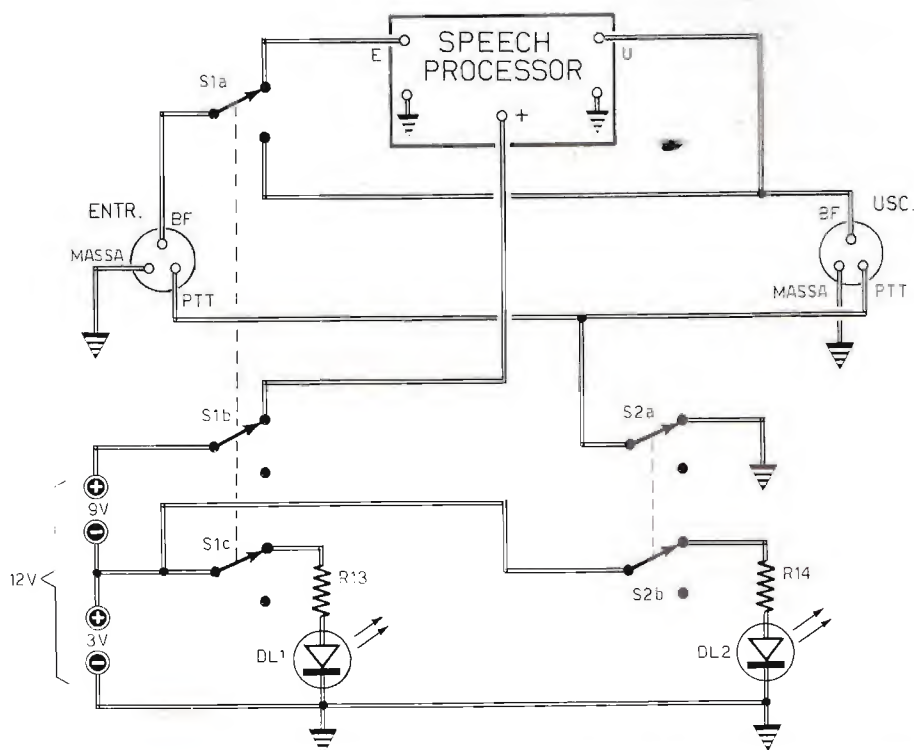 SPEECH
PROCESSOR
E
U
+
S1a
ENTR.
BF
MASSA
PTT
USC.
BF
MASSA
PTT
S1b
S2a
+
9V
-
12V
+
3V
-
S1c
R13
DL1
S2b
R14
DL2